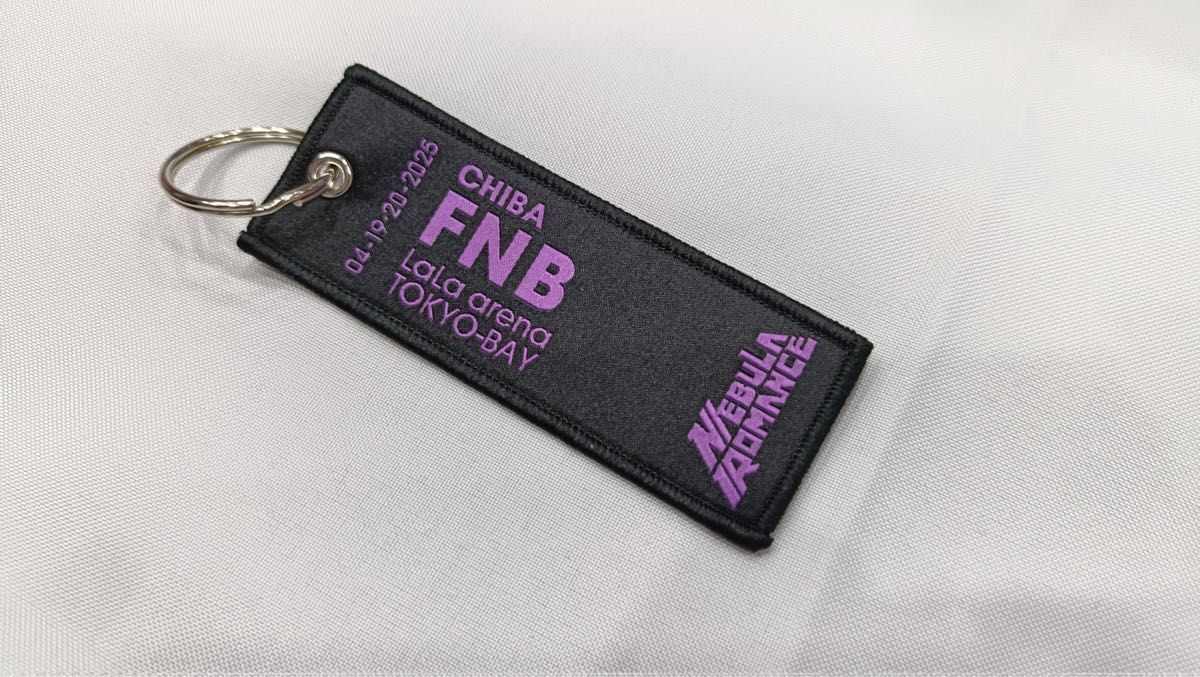 04-19-20-2025
CHIBA
FNB
LaLa arena
TOKYO-BAY
NEBULA
ROMANCE